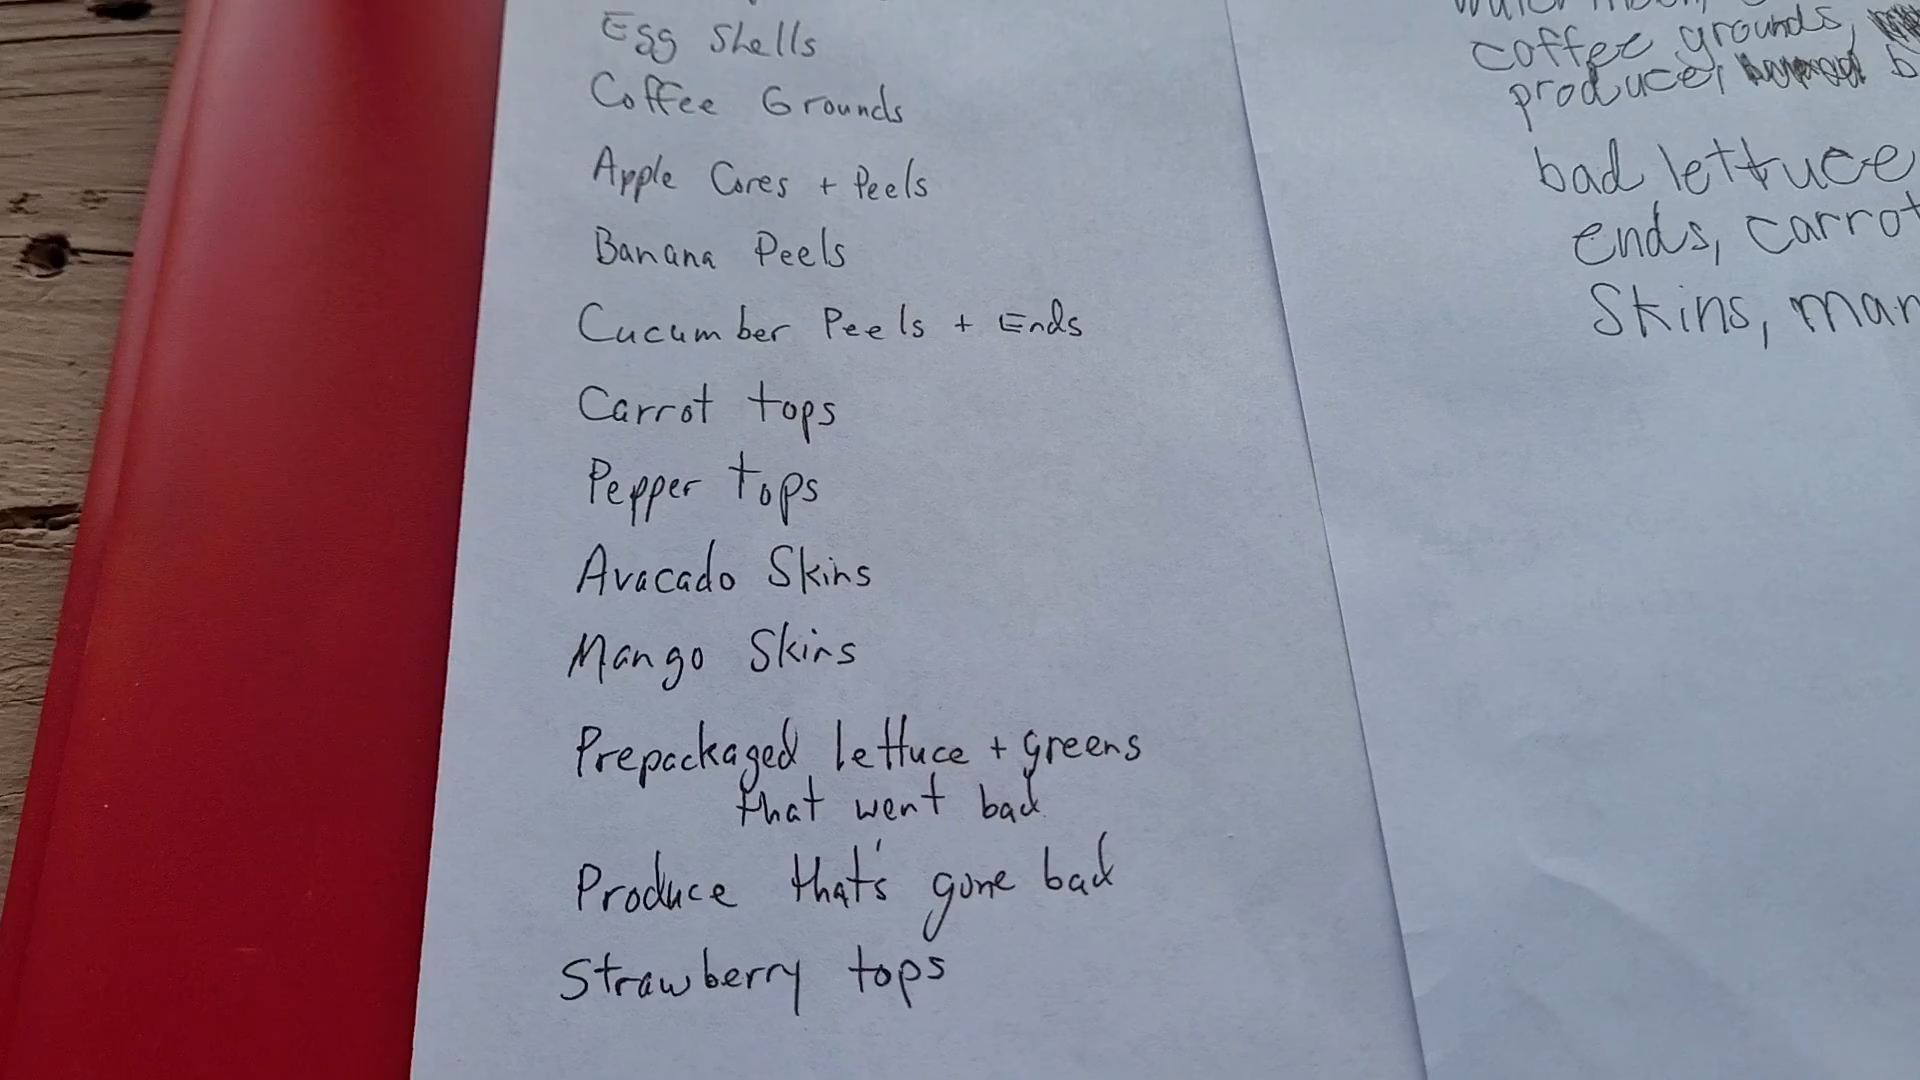 Egg Shells
Coffee Grounds
Apple Cores + Peels
Banana Peels
Cucumber Peels + Ends
Carrot tops
Pepper tops
Avacado Skins
Mango Skins
Prepackaged lettuce + greens
that went bad
Produce that's gone bad
Strawberry tops
coffee grounds,
produce,
bad lettuce
ends, carrot
Skins, man